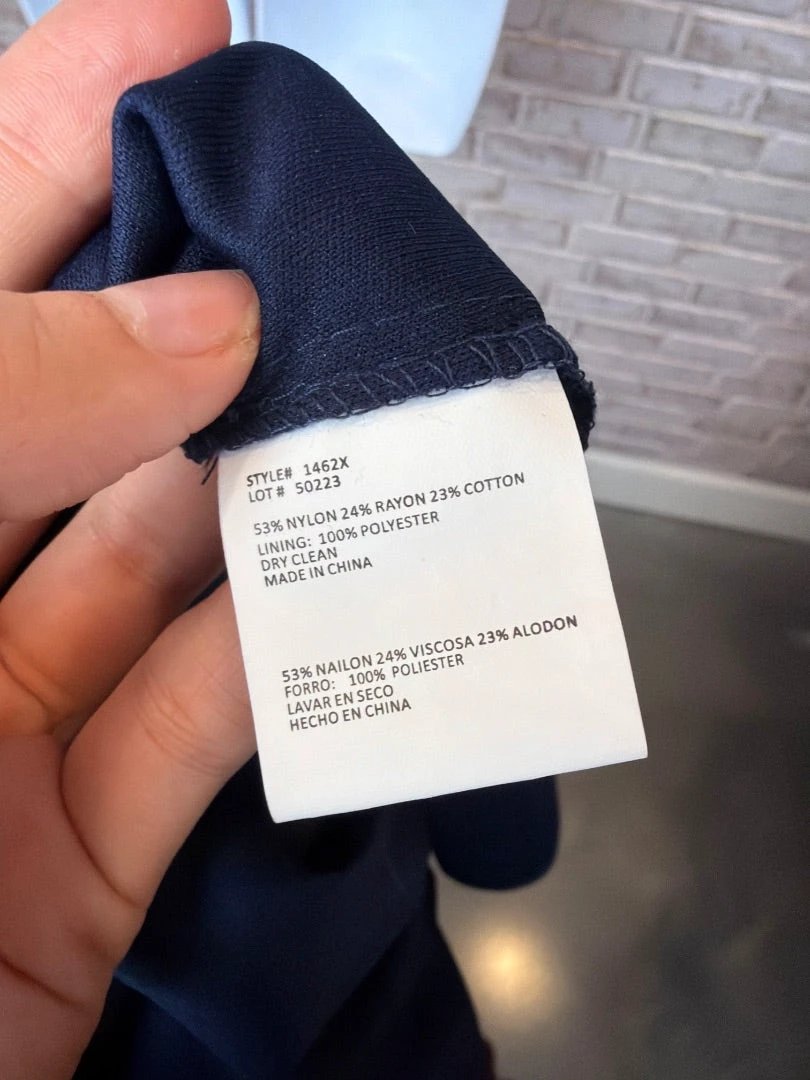 STYLE# 1462X
LOT# 50223
53% NYLON 24% RAYON 23% COTTON
LINING: 100% POLYESTER
DRY CLEAN
MADE IN CHINA
53% NAILON 24% VISCOSA 23% ALODON
FORRO: 100% POLIESTER
LAVAR EN SECO
HECHO EN CHINA